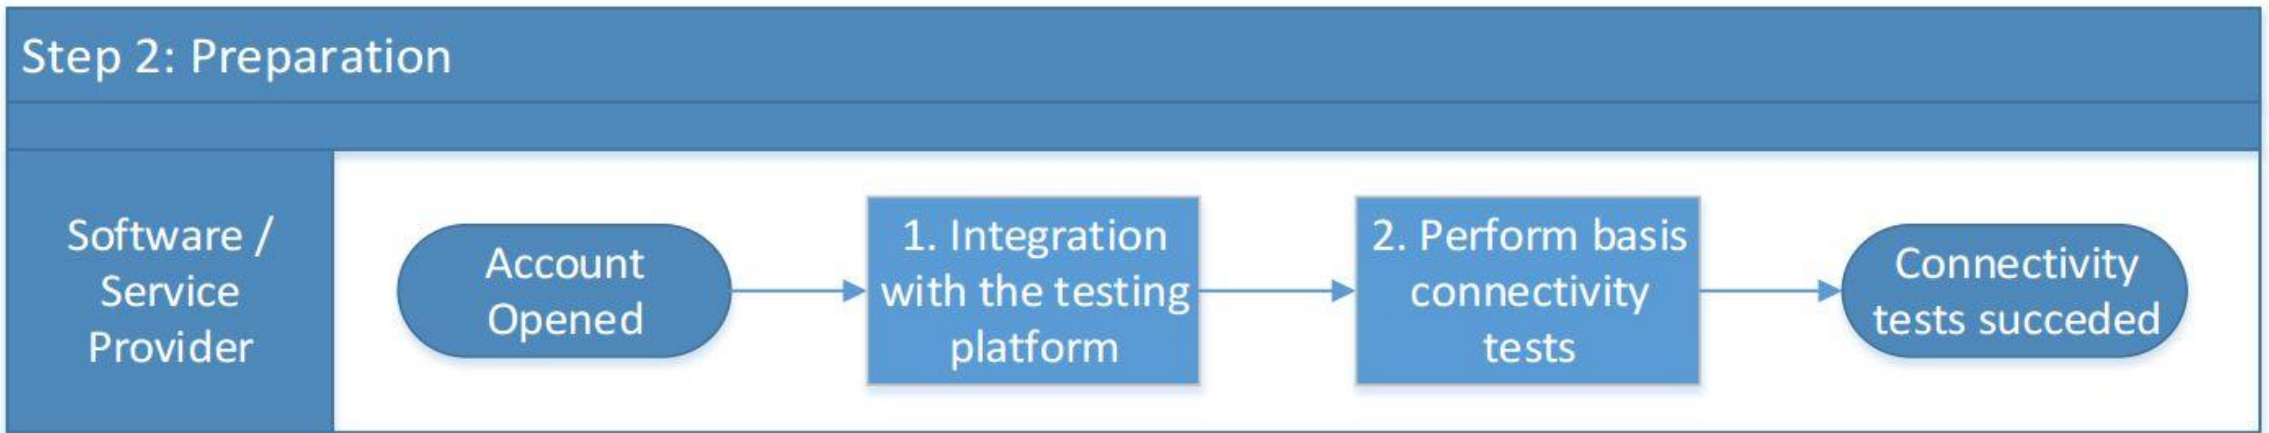 Step 2: Preparation
Software /
Service
Provider
Account
Opened
1. Integration
with the testing
platform
2. Perform basis
connectivity
tests
Connectivity
tests succeded